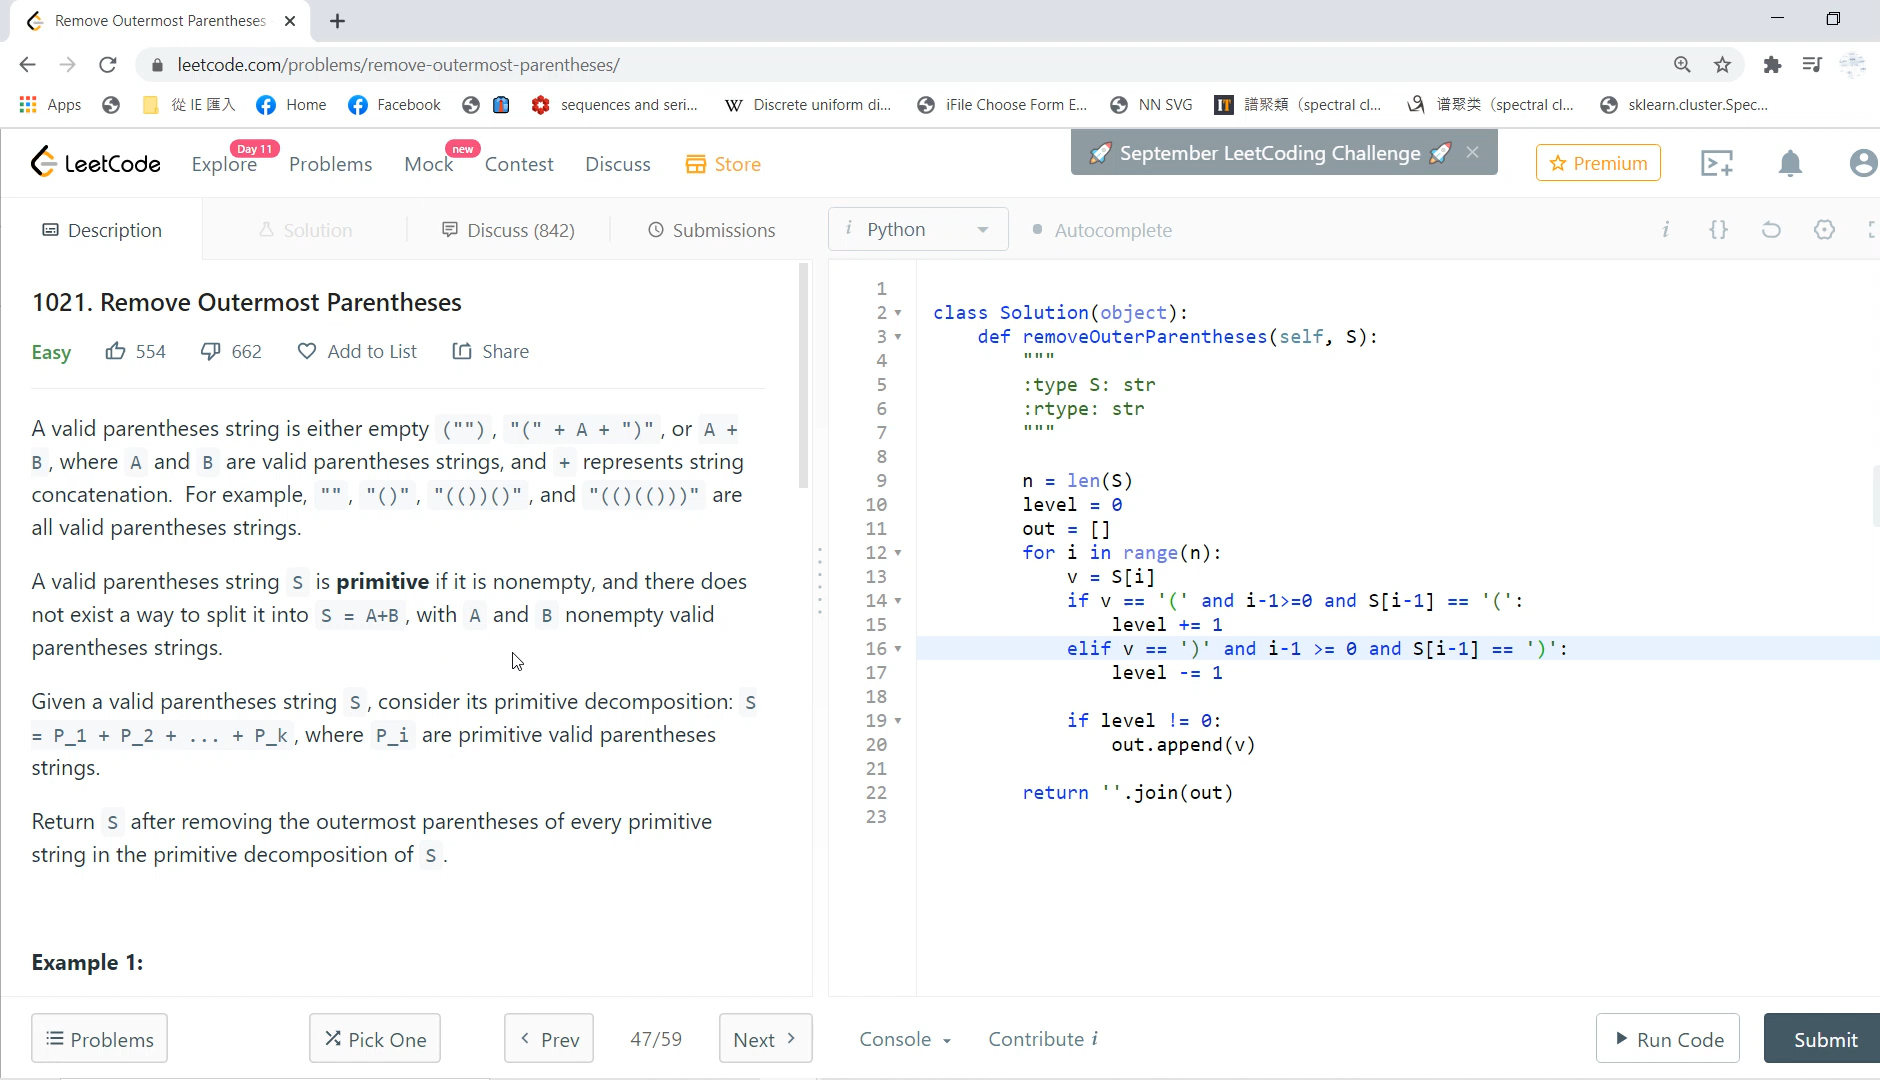 Remove Outermost Parentheses
leetcode.com/problems/remove-outermost-parentheses/
Apps 從 IE 匯入 Home Facebook sequences and seri... W Discrete uniform di... iFile Choose Form E... NN SVG IT 譜聚類 (spectral cl... 谱聚类 (spectral cl... sklearn.cluster.Spec...
LeetCode Explore Day 11 Problems Mock new Contest Discuss Store September LeetCoding Challenge Premium
Description Solution Discuss (842) Submissions i Python Autocomplete i {}
1021. Remove Outermost Parentheses
Easy 554 662 Add to List Share
A valid parentheses string is either empty (""), "(" + A + ")", or A +
B, where A and B are valid parentheses strings, and + represents string
concatenation. For example, "", "()", "(())()", and "(()(()))" are
all valid parentheses strings.
A valid parentheses string S is primitive if it is nonempty, and there does
not exist a way to split it into S = A+B, with A and B nonempty valid
parentheses strings.
Given a valid parentheses string S, consider its primitive decomposition: S
= P_1 + P_2 + ... + P_k, where P_i are primitive valid parentheses
strings.
Return S after removing the outermost parentheses of every primitive
string in the primitive decomposition of S.
Example 1:
1
2 class Solution(object):
3 def removeOuterParentheses(self, S):
4 """
5 :type S: str
6 :rtype: str
7 """
8
9 n = len(S)
10 level = 0
11 out = []
12 for i in range(n):
13 v = S[i]
14 if v == '(' and i-1>=0 and S[i-1] == '(':
15 level += 1
16 elif v == ')' and i-1 >= 0 and S[i-1] == ')':
17 level -= 1
18
19 if level != 0:
20 out.append(v)
21
22 return ''.join(out)
23
Problems Pick One Prev 47/59 Next Console Contribute i Run Code Submit